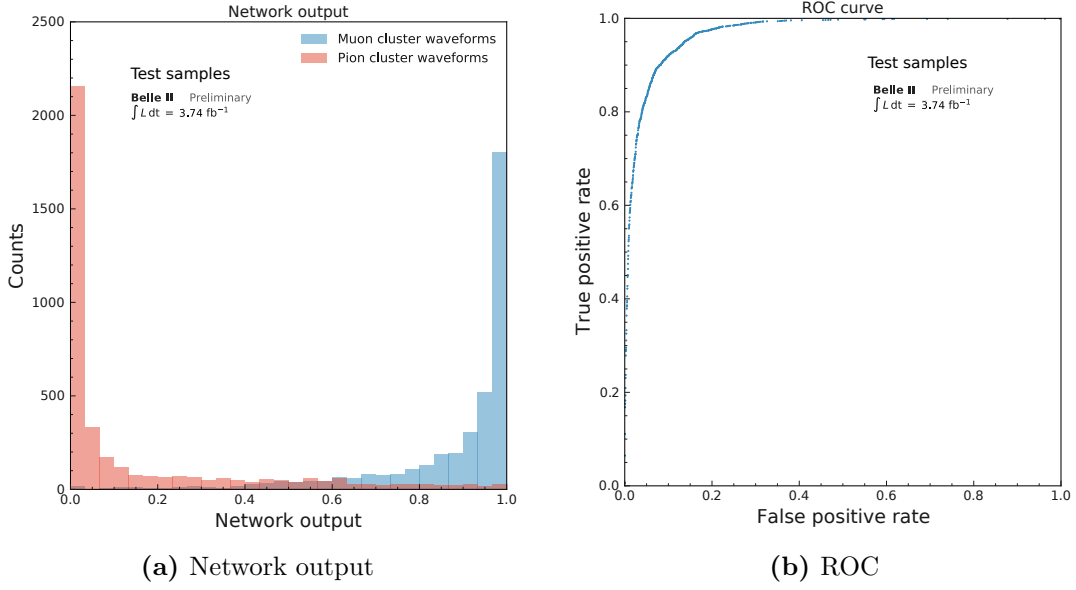 Network output
2500
2000
1500
1000
500
0
Counts
Muon cluster waveforms
Pion cluster waveforms
Test samples
Belle II Preliminary
∫ L dt = 3.74 fb⁻¹
0.0 0.2 0.4 0.6 0.8 1.0
Network output
(a) Network output
ROC curve
1.0
0.8
0.6
0.4
0.2
0.0
True positive rate
Test samples
Belle II Preliminary
∫ L dt = 3.74 fb⁻¹
0.0 0.2 0.4 0.6 0.8 1.0
False positive rate
(b) ROC